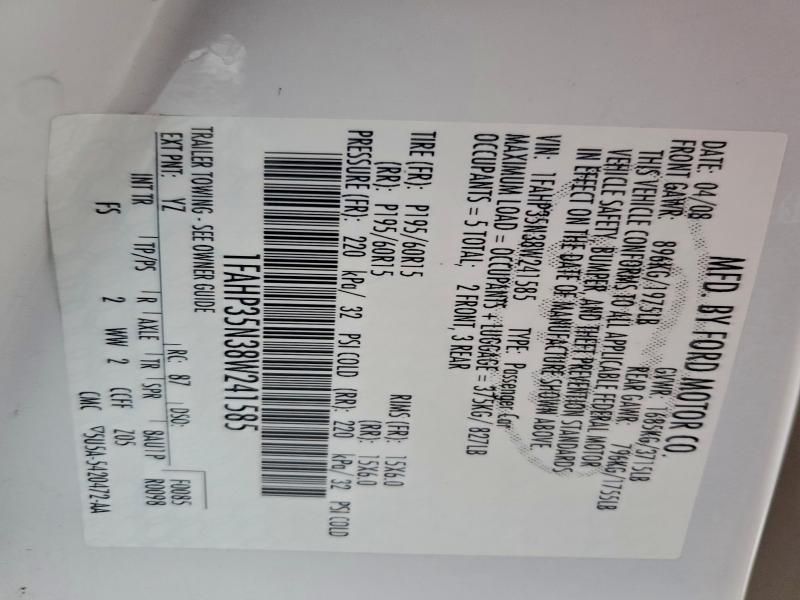 MFD. BY FORD MOTOR CO.
DATE: 04/08 GVWR: 1685KG/3715LB
FRONT GAWR: 896KG/1975LB REAR GAWR: 796KG/1755LB
THIS VEHICLE CONFORMS TO ALL APPLICABLE FEDERAL MOTOR
VEHICLE SAFETY, BUMPER, AND THEFT PREVENTION STANDARDS
IN EFFECT ON THE DATE OF MANUFACTURE SHOWN ABOVE.
VIN: 1FAHP35N38W241585 TYPE: Passenger Car
MAXIMUM LOAD = OCCUPANTS + LUGGAGE = 375KG/827LB
OCCUPANTS = 5 TOTAL; 2 FRONT, 3 REAR
TIRE (FR): P195/60R15 RIMS (FR): 15X6.0
(RR): P195/60R15 (RR): 15X6.0
PRESSURE (FR): 220 kPa/ 32 PSI COLD (RR): 220 kPa/ 32 PSI COLD
1FAHP35N38W241585
TRAILER TOWING - SEE OWNER GUIDE
EXT PNT: YZ RC: 87 DSO: F0085
INT TR TP/PS R AXLE TR SPR 8AU1P R0098
FS 2 WW 2 CCFF Z05
CMC ▽5U5A-5420472-AA